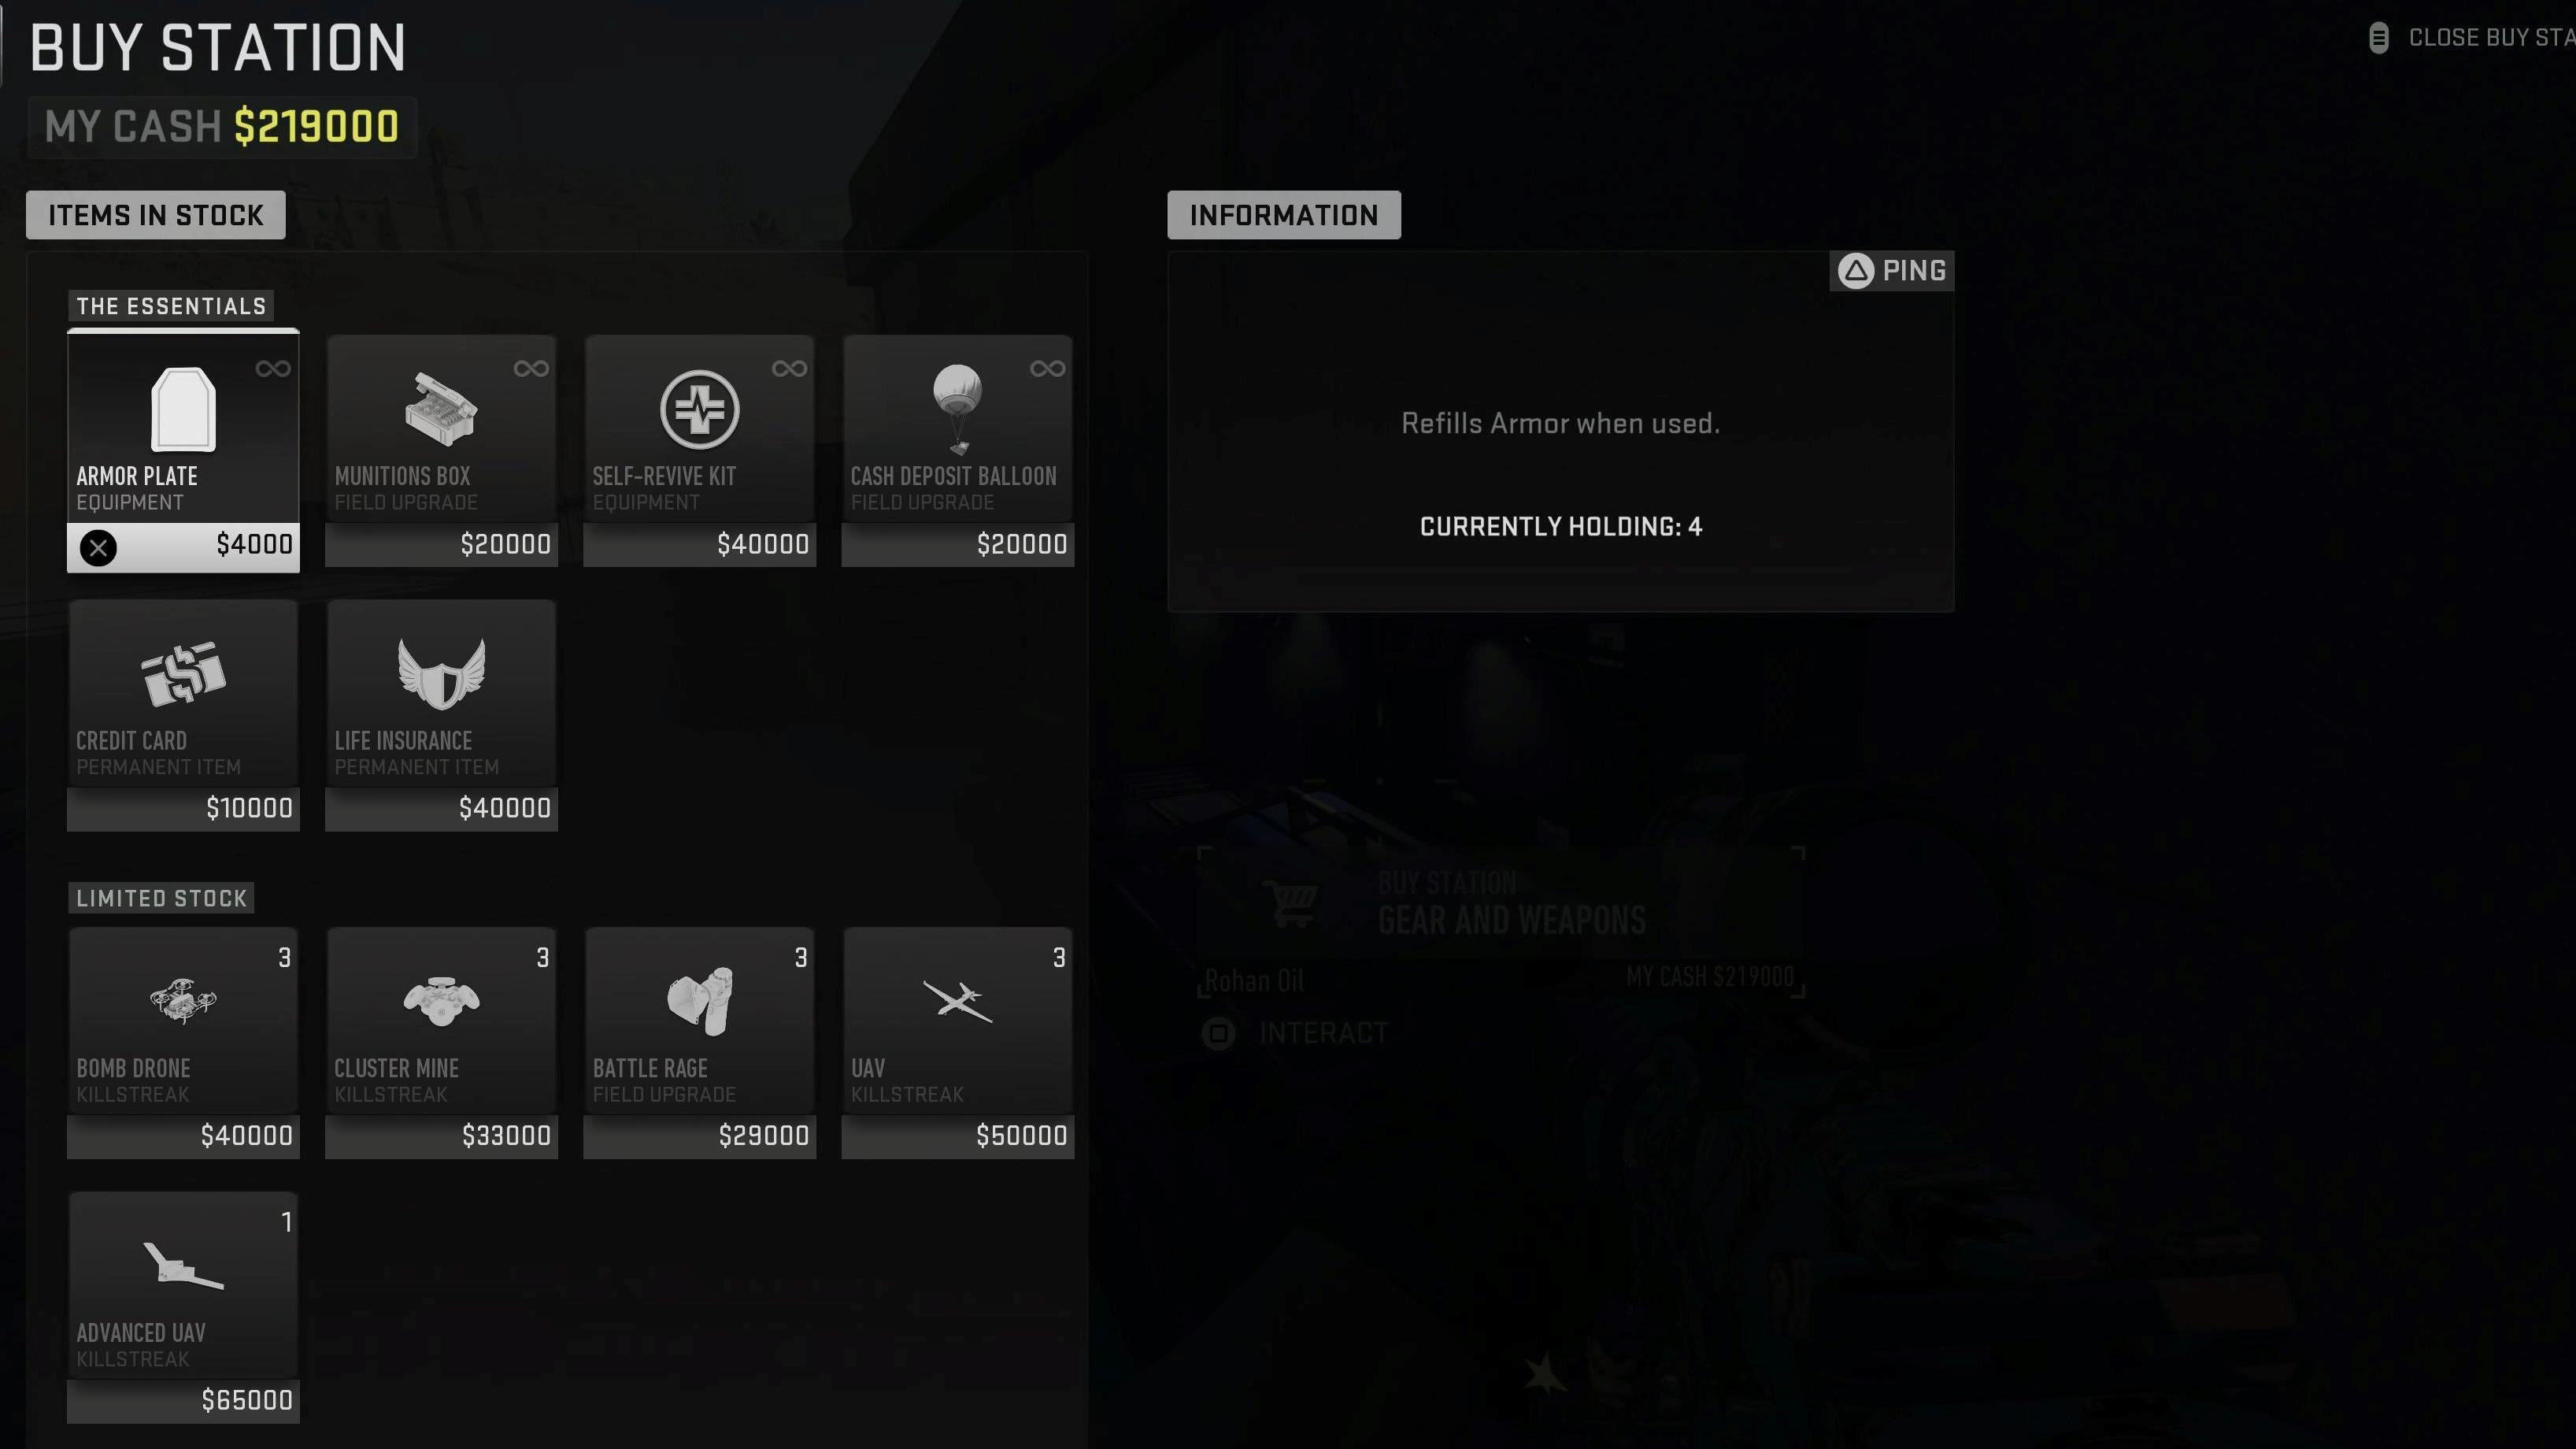 BUY STATION
CLOSE BUY STA
MY CASH $219000
ITEMS IN STOCK
INFORMATION
PING
THE ESSENTIALS
ARMOR PLATE
EQUIPMENT
$4000
MUNITIONS BOX
FIELD UPGRADE
$20000
SELF-REVIVE KIT
EQUIPMENT
$40000
CASH DEPOSIT BALLOON
FIELD UPGRADE
$20000
Refills Armor when used.
CURRENTLY HOLDING: 4
CREDIT CARD
PERMANENT ITEM
$10000
LIFE INSURANCE
PERMANENT ITEM
$40000
LIMITED STOCK
3
BOMB DRONE
KILLSTREAK
$40000
3
CLUSTER MINE
KILLSTREAK
$33000
3
BATTLE RAGE
FIELD UPGRADE
$29000
3
UAV
KILLSTREAK
$50000
BUY STATION
GEAR AND WEAPONS
Rohan Oil
MY CASH $219000
INTERACT
1
ADVANCED UAV
KILLSTREAK
$65000